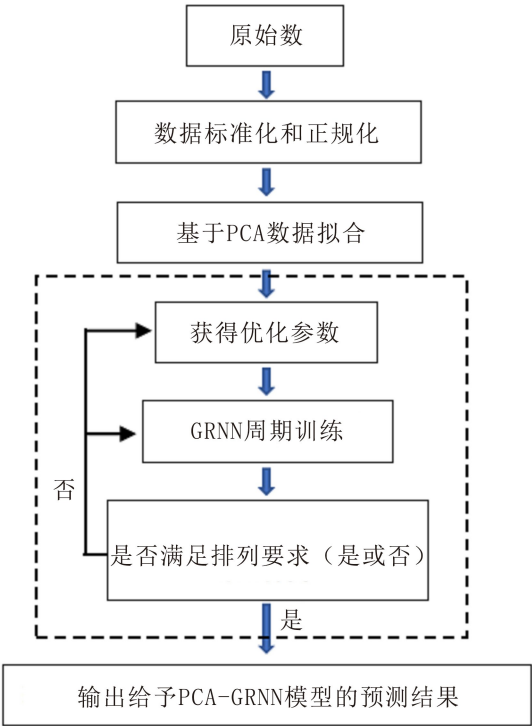 原始数
数据标准化和正规化
基于PCA数据拟合
获得优化参数
GRNN周期训练
否
是否满足排列要求（是或否）
是
输出给予PCA-GRNN模型的预测结果